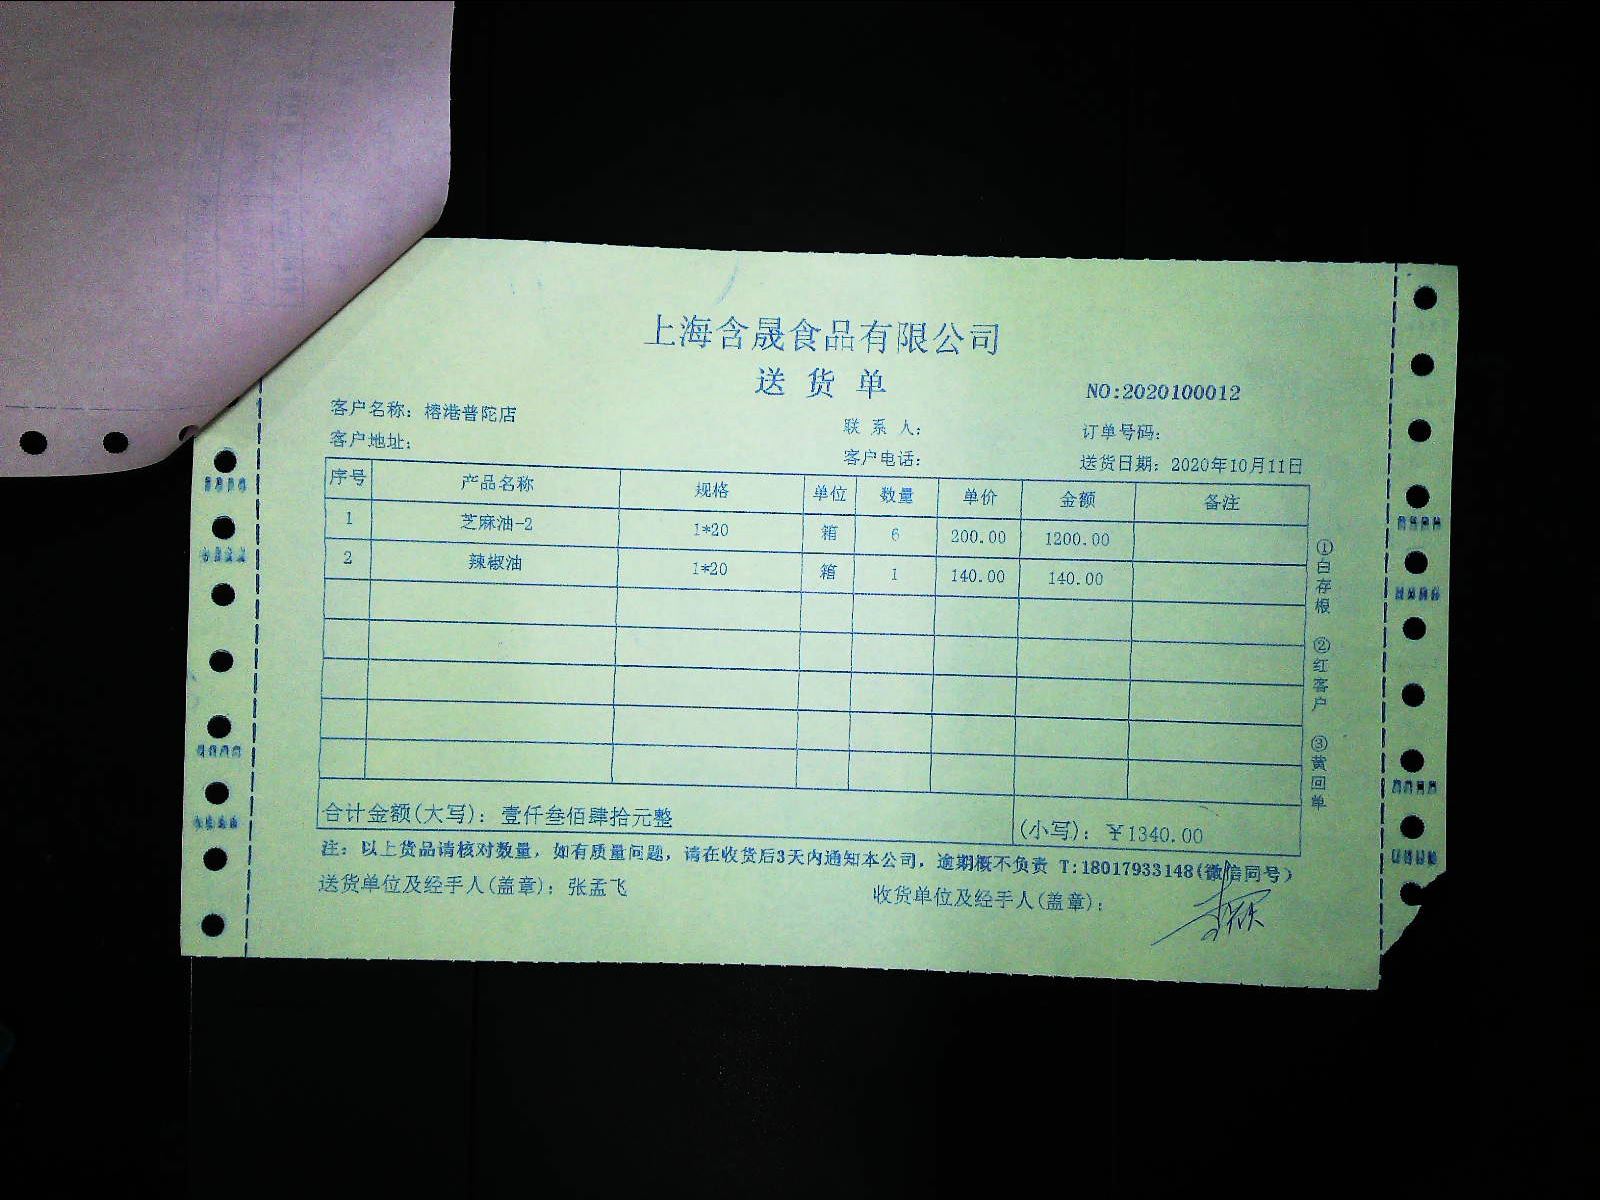 上海含晟食品有限公司
送货单
NO:2020100012
客户名称：榕港普陀店
联系人：
订单号码：
客户地址：
客户电话：
送货日期：2020年10月11日
序号 产品名称 规格 单位 数量 单价 金额 备注
1 芝麻油-2 1*20 箱 6 200.00 1200.00
2 辣椒油 1*20 箱 1 140.00 140.00
合计金额(大写)：壹仟叁佰肆拾元整 (小写)：￥1340.00
注：以上货品请核对数量，如有质量问题，请在收货后3天内通知本公司，逾期概不负责 T:18017933148(微信同号)
送货单位及经手人(盖章)：张孟飞
收货单位及经手人(盖章)：
①白存根 ②红客户 ③黄回单